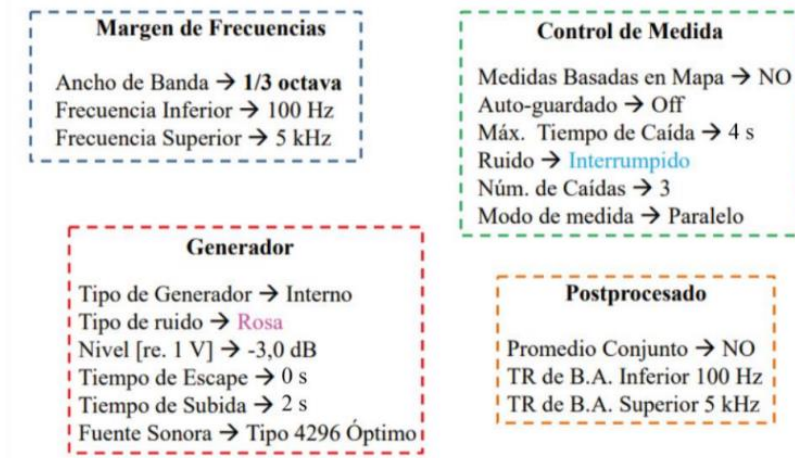 Margen de Frecuencias
Ancho de Banda → 1/3 octava
Frecuencia Inferior → 100 Hz
Frecuencia Superior → 5 kHz
Control de Medida
Medidas Basadas en Mapa → NO
Auto-guardado → Off
Máx. Tiempo de Caída → 4 s
Ruido → Interrumpido
Núm. de Caídas → 3
Modo de medida → Paralelo
Generador
Tipo de Generador → Interno
Tipo de ruido → Rosa
Nivel [re. 1 V] → -3,0 dB
Tiempo de Escape → 0 s
Tiempo de Subida → 2 s
Fuente Sonora → Tipo 4296 Óptimo
Postprocesado
Promedio Conjunto → NO
TR de B.A. Inferior 100 Hz
TR de B.A. Superior 5 kHz